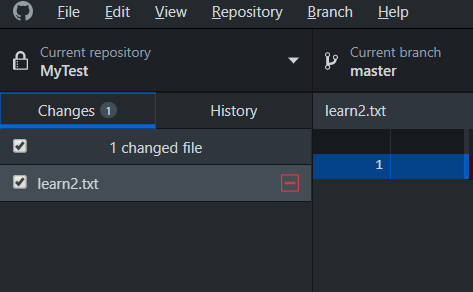 File Edit View Repository Branch Help
Current repository
MyTest
Current branch
master
Changes 1 History
1 changed file
learn2.txt
learn2.txt
1